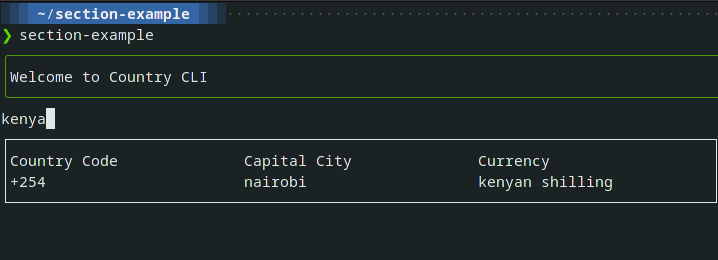 ~/section-example
❯ section-example
Welcome to Country CLI
kenya
Country Code Capital City Currency
+254 nairobi kenyan shilling